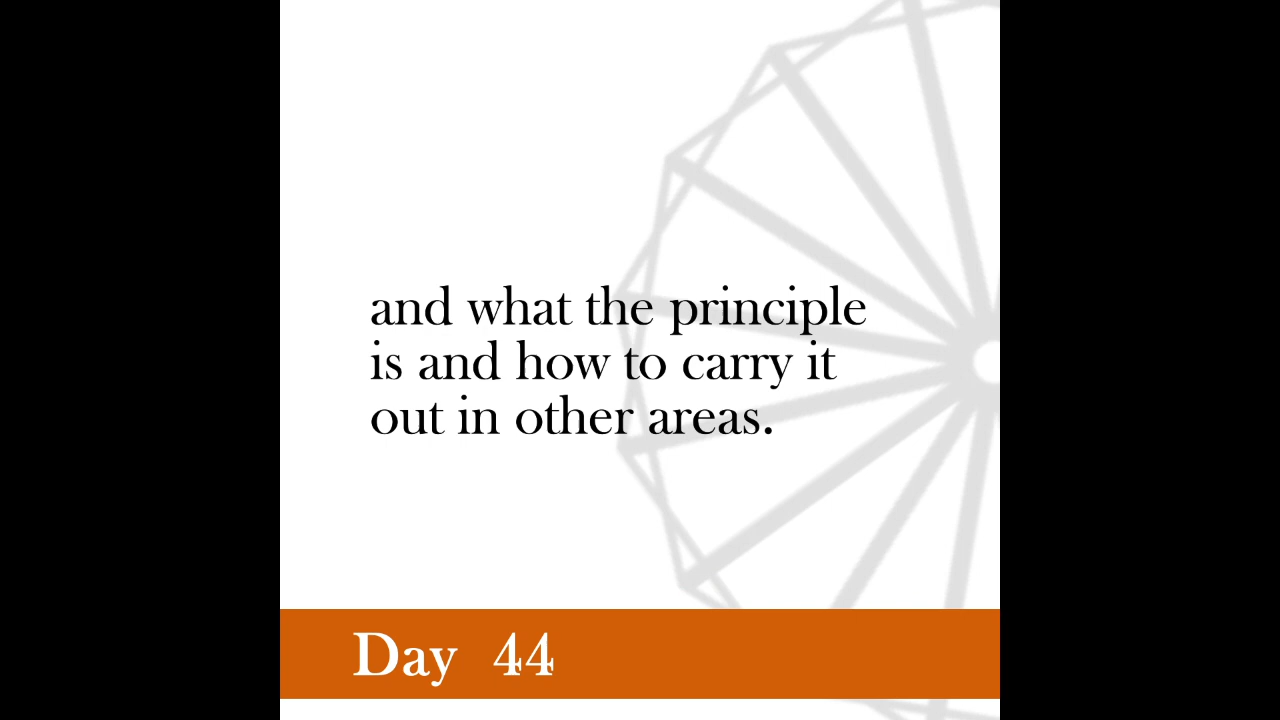 and what the principle
is and how to carry it
out in other areas.
Day 44